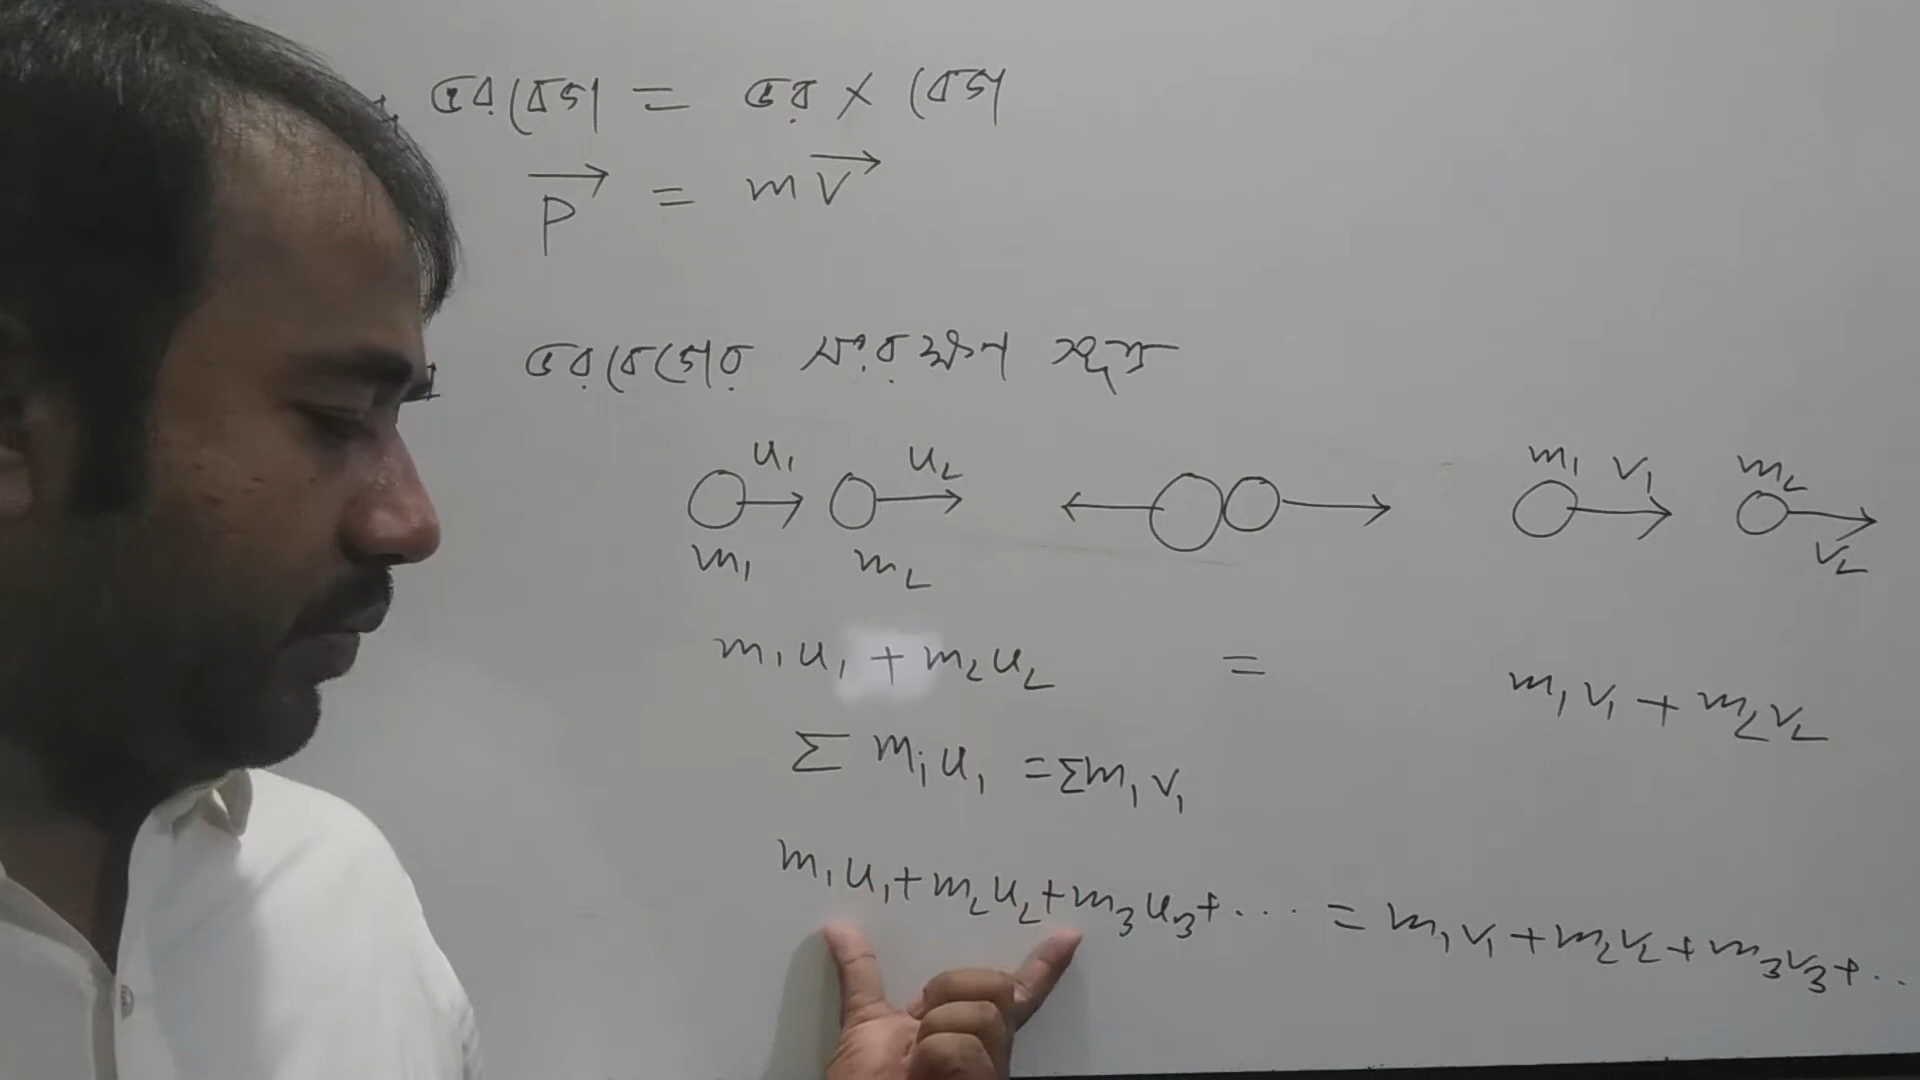 ভরবেগ = ভর × বেগ
P⃗ = mv⃗
ভরবেগের সংরক্ষণ সূত্র
u₁ u₂ m₁ v₁ m₂
m₁ m₂ v₂
m₁u₁ + m₂u₂ = m₁v₁ + m₂v₂
Σ m₁u₁ = Σm₁v₁
m₁u₁ + m₂u₂ + m₃u₃ + ... = m₁v₁ + m₂v₂ + m₃v₃ + ..